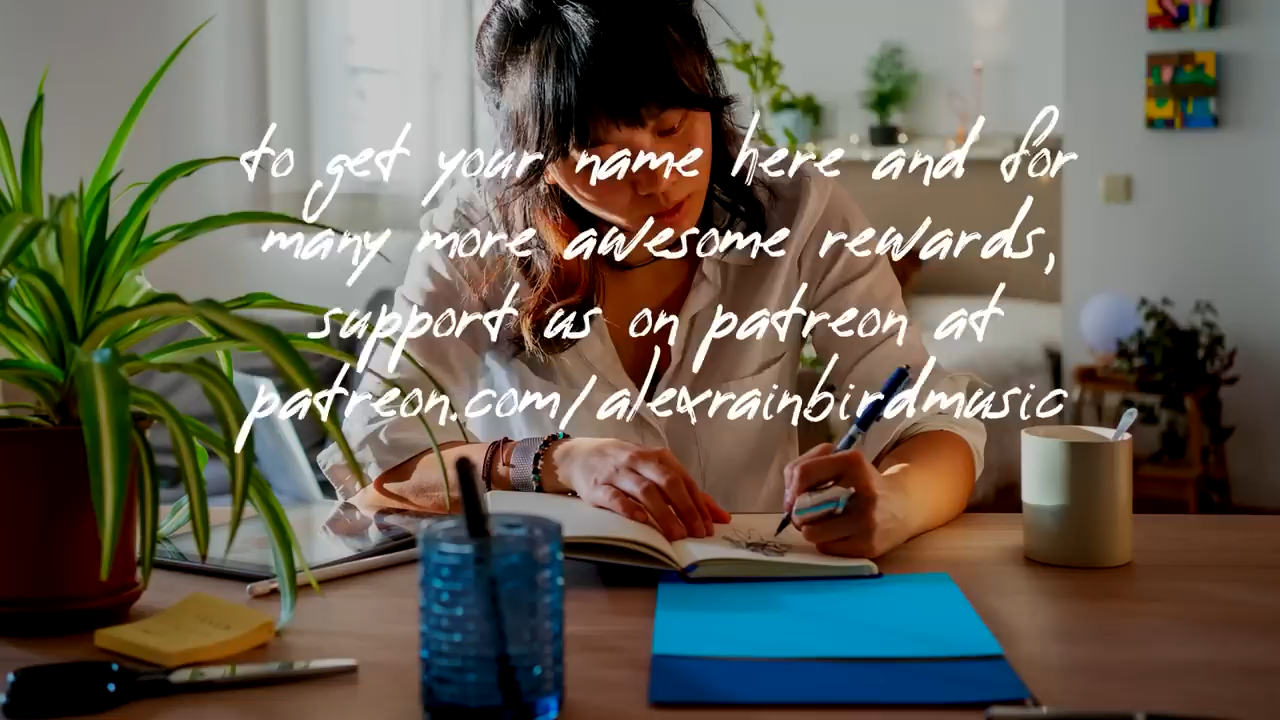 to get your name here and for
many more awesome rewards,
support us on patreon at
patreon.com/alexrainbirdmusic